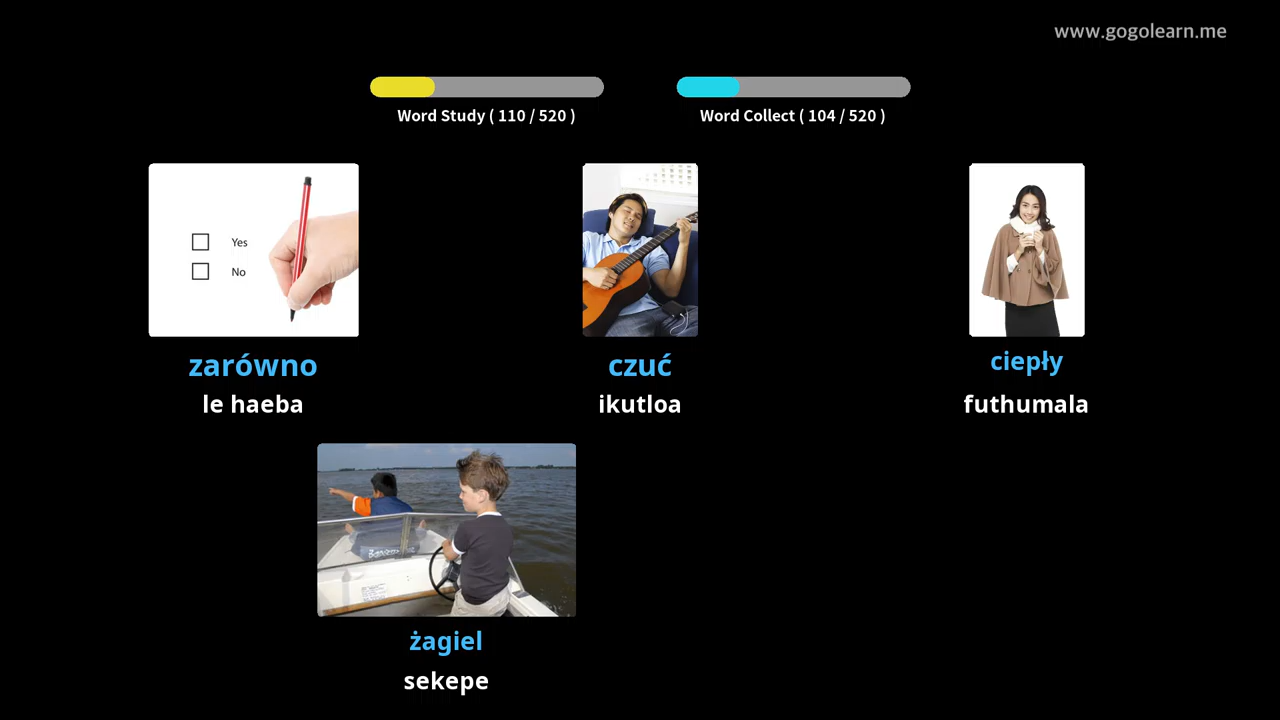 www.gogolearn.me
Word Study ( 110 / 520 )
Word Collect ( 104 / 520 )
Yes
No
zarówno
le haeba
czuć
ikutloa
ciepły
futhumala
żagiel
sekepe